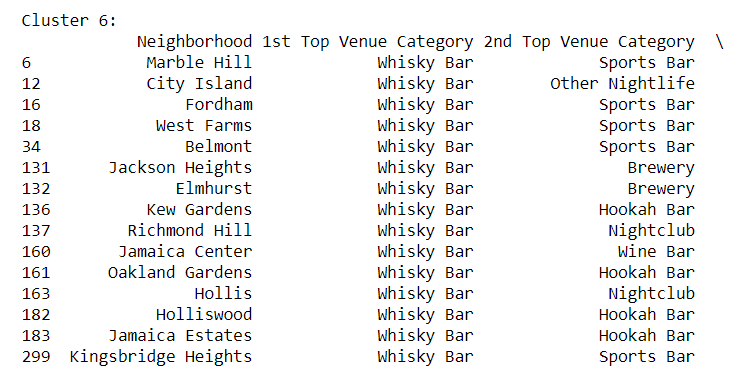 Cluster 6:
Neighborhood 1st Top Venue Category 2nd Top Venue Category \
6 Marble Hill Whisky Bar Sports Bar
12 City Island Whisky Bar Other Nightlife
16 Fordham Whisky Bar Sports Bar
18 West Farms Whisky Bar Sports Bar
34 Belmont Whisky Bar Sports Bar
131 Jackson Heights Whisky Bar Brewery
132 Elmhurst Whisky Bar Brewery
136 Kew Gardens Whisky Bar Hookah Bar
137 Richmond Hill Whisky Bar Nightclub
160 Jamaica Center Whisky Bar Wine Bar
161 Oakland Gardens Whisky Bar Hookah Bar
163 Hollis Whisky Bar Nightclub
182 Holliswood Whisky Bar Hookah Bar
183 Jamaica Estates Whisky Bar Hookah Bar
299 Kingsbridge Heights Whisky Bar Sports Bar